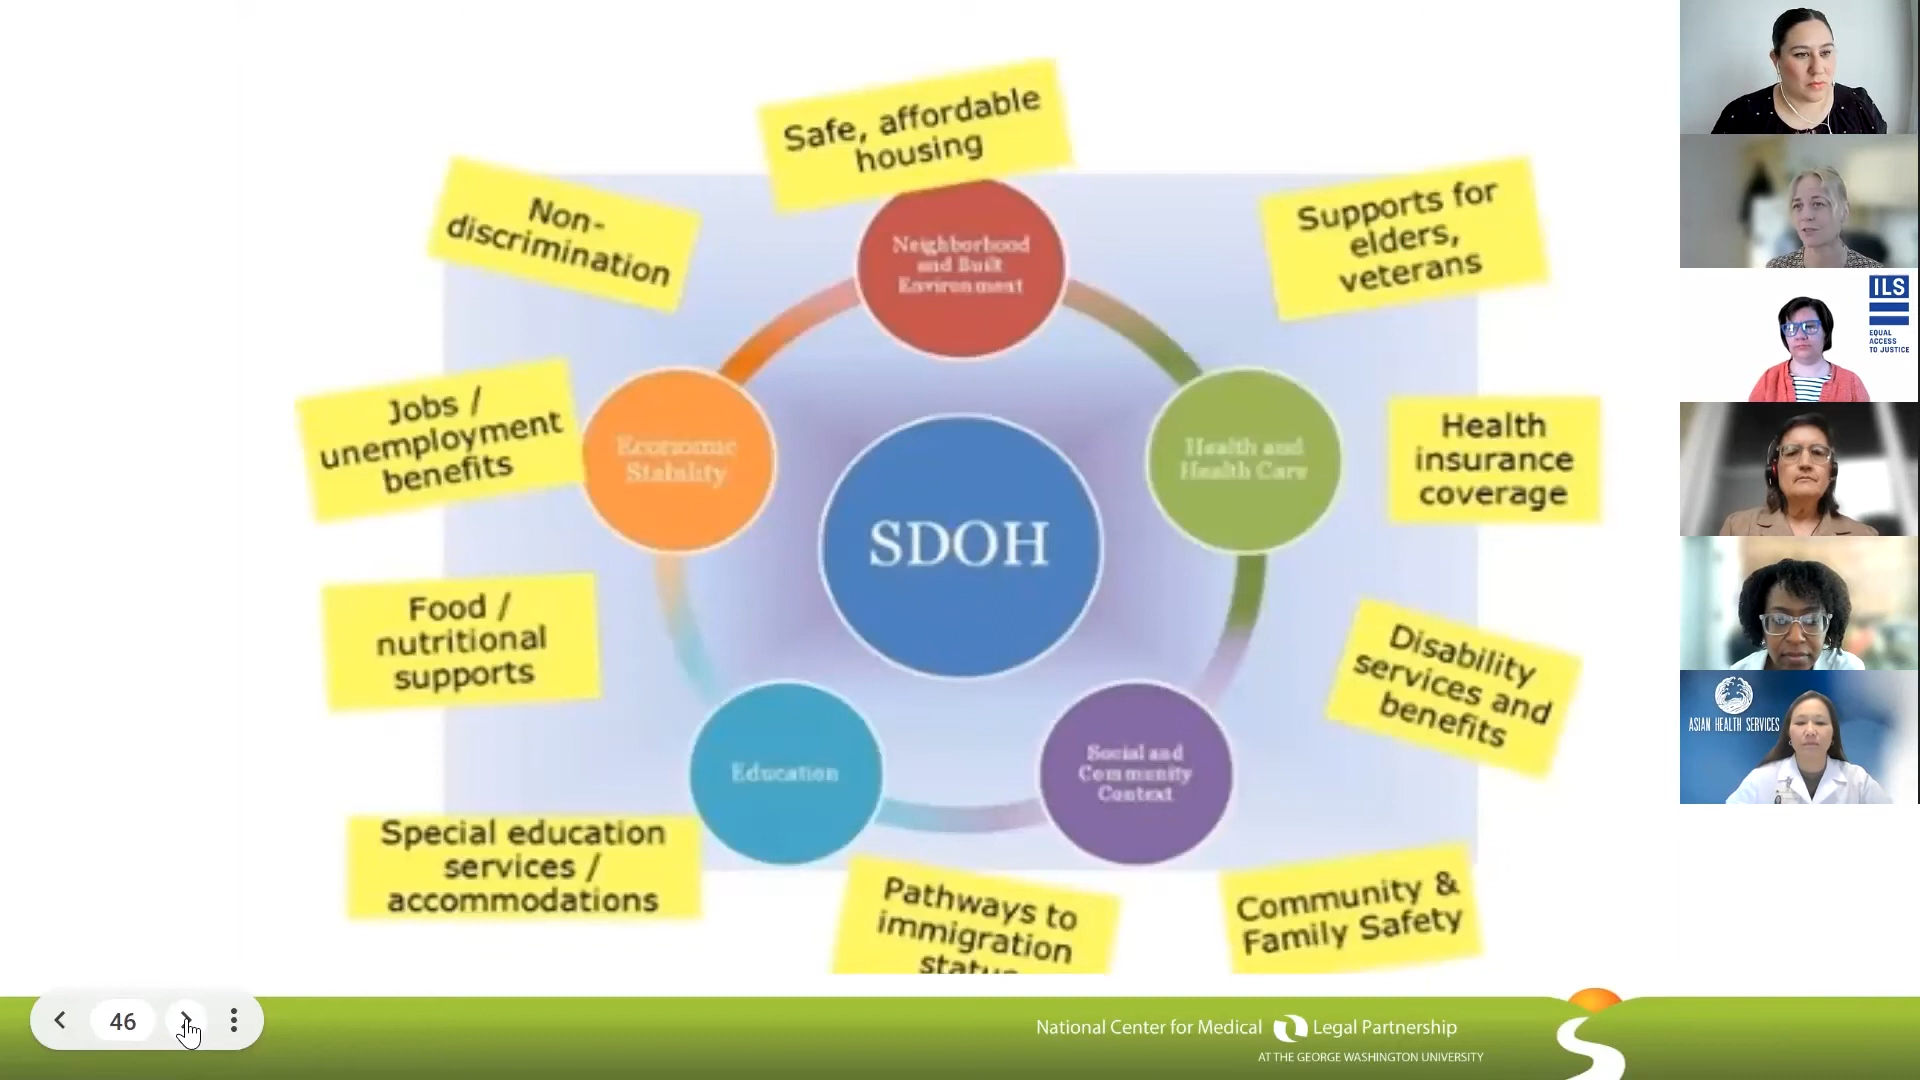 Safe, affordable
housing
Non-
discrimination
Supports for
elders,
veterans
Neighborhood
and Built
Environment
Jobs /
unemployment
benefits
Economic
Stability
Health and
Health Care
Health
insurance
coverage
SDOH
Food /
nutritional
supports
Disability
services and
benefits
Education
Social and
Community
Context
Special education
services /
accommodations
Pathways to
immigration
status
Community &
Family Safety
46
National Center for Medical Legal Partnership
AT THE GEORGE WASHINGTON UNIVERSITY
ILS
EQUAL
ACCESS
TO JUSTICE
ASIAN HEALTH SERVICES